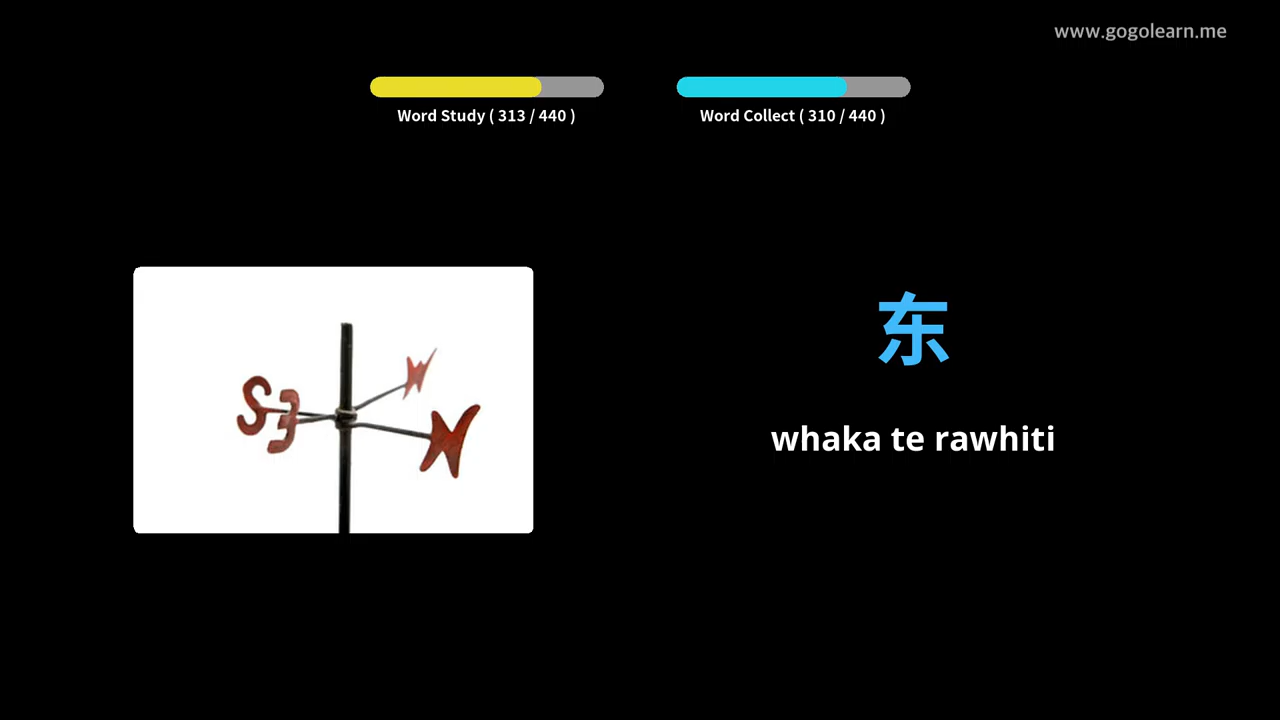 www.gogolearn.me
Word Study ( 313 / 440 )
Word Collect ( 310 / 440 )
S E N W
东
whaka te rawhiti